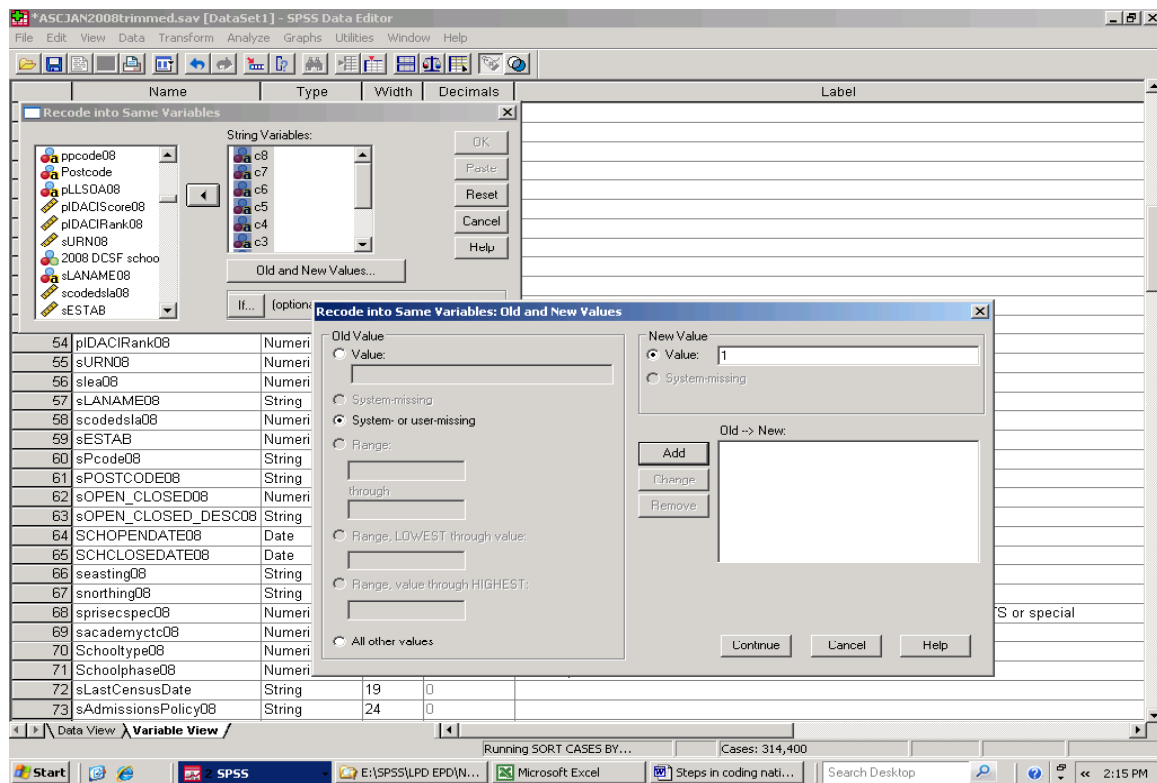 *ASCJAN2008trimmed.sav [DataSet1] - SPSS Data Editor
File Edit View Data Transform Analyze Graphs Utilities Window Help
Name Type Width Decimals Label
Recode into Same Variables
String Variables:
ppcode08
Postcode
pLLSOA08
pIDACIScore08
pIDACIRank08
sURN08
2008 DCSF schoo
sLANAME08
scodedsla08
sESTAB
c8
c7
c6
c5
c4
c3
OK
Paste
Reset
Cancel
Help
Old and New Values...
If... (optiona
Recode into Same Variables: Old and New Values
Old Value
Value:
System-missing
System- or user-missing
Range:
through
Range, LOWEST through value:
Range, value through HIGHEST:
All other values
New Value
Value: 1
System-missing
Old --> New:
Add
Change
Remove
Continue Cancel Help
54 pIDACIRank08 Numeri
55 sURN08 Numeri
56 slea08 Numeri
57 sLANAME08 String
58 scodedsla08 Numeri
59 sESTAB Numeri
60 sPcode08 String
61 sPOSTCODE08 String
62 sOPEN_CLOSED08 Numeri
63 sOPEN_CLOSED_DESC08 String
64 SCHOPENDATE08 Date
65 SCHCLOSEDATE08 Date
66 seasting08 String
67 snorthing08 String
68 sprisecspec08 Numeri TS or special
69 sacademyctc08 Numeri
70 Schooltype08 Numeri
71 Schoolphase08 Numeri
72 sLastCensusDate String 19 0
73 sAdmissionsPolicy08 String 24 0
Data View Variable View
Running SORT CASES BY... Cases: 314,400
Start 2 SPSS E:\SPSS\LPD EPD\N... Microsoft Excel Steps in coding nati... Search Desktop 2:15 PM